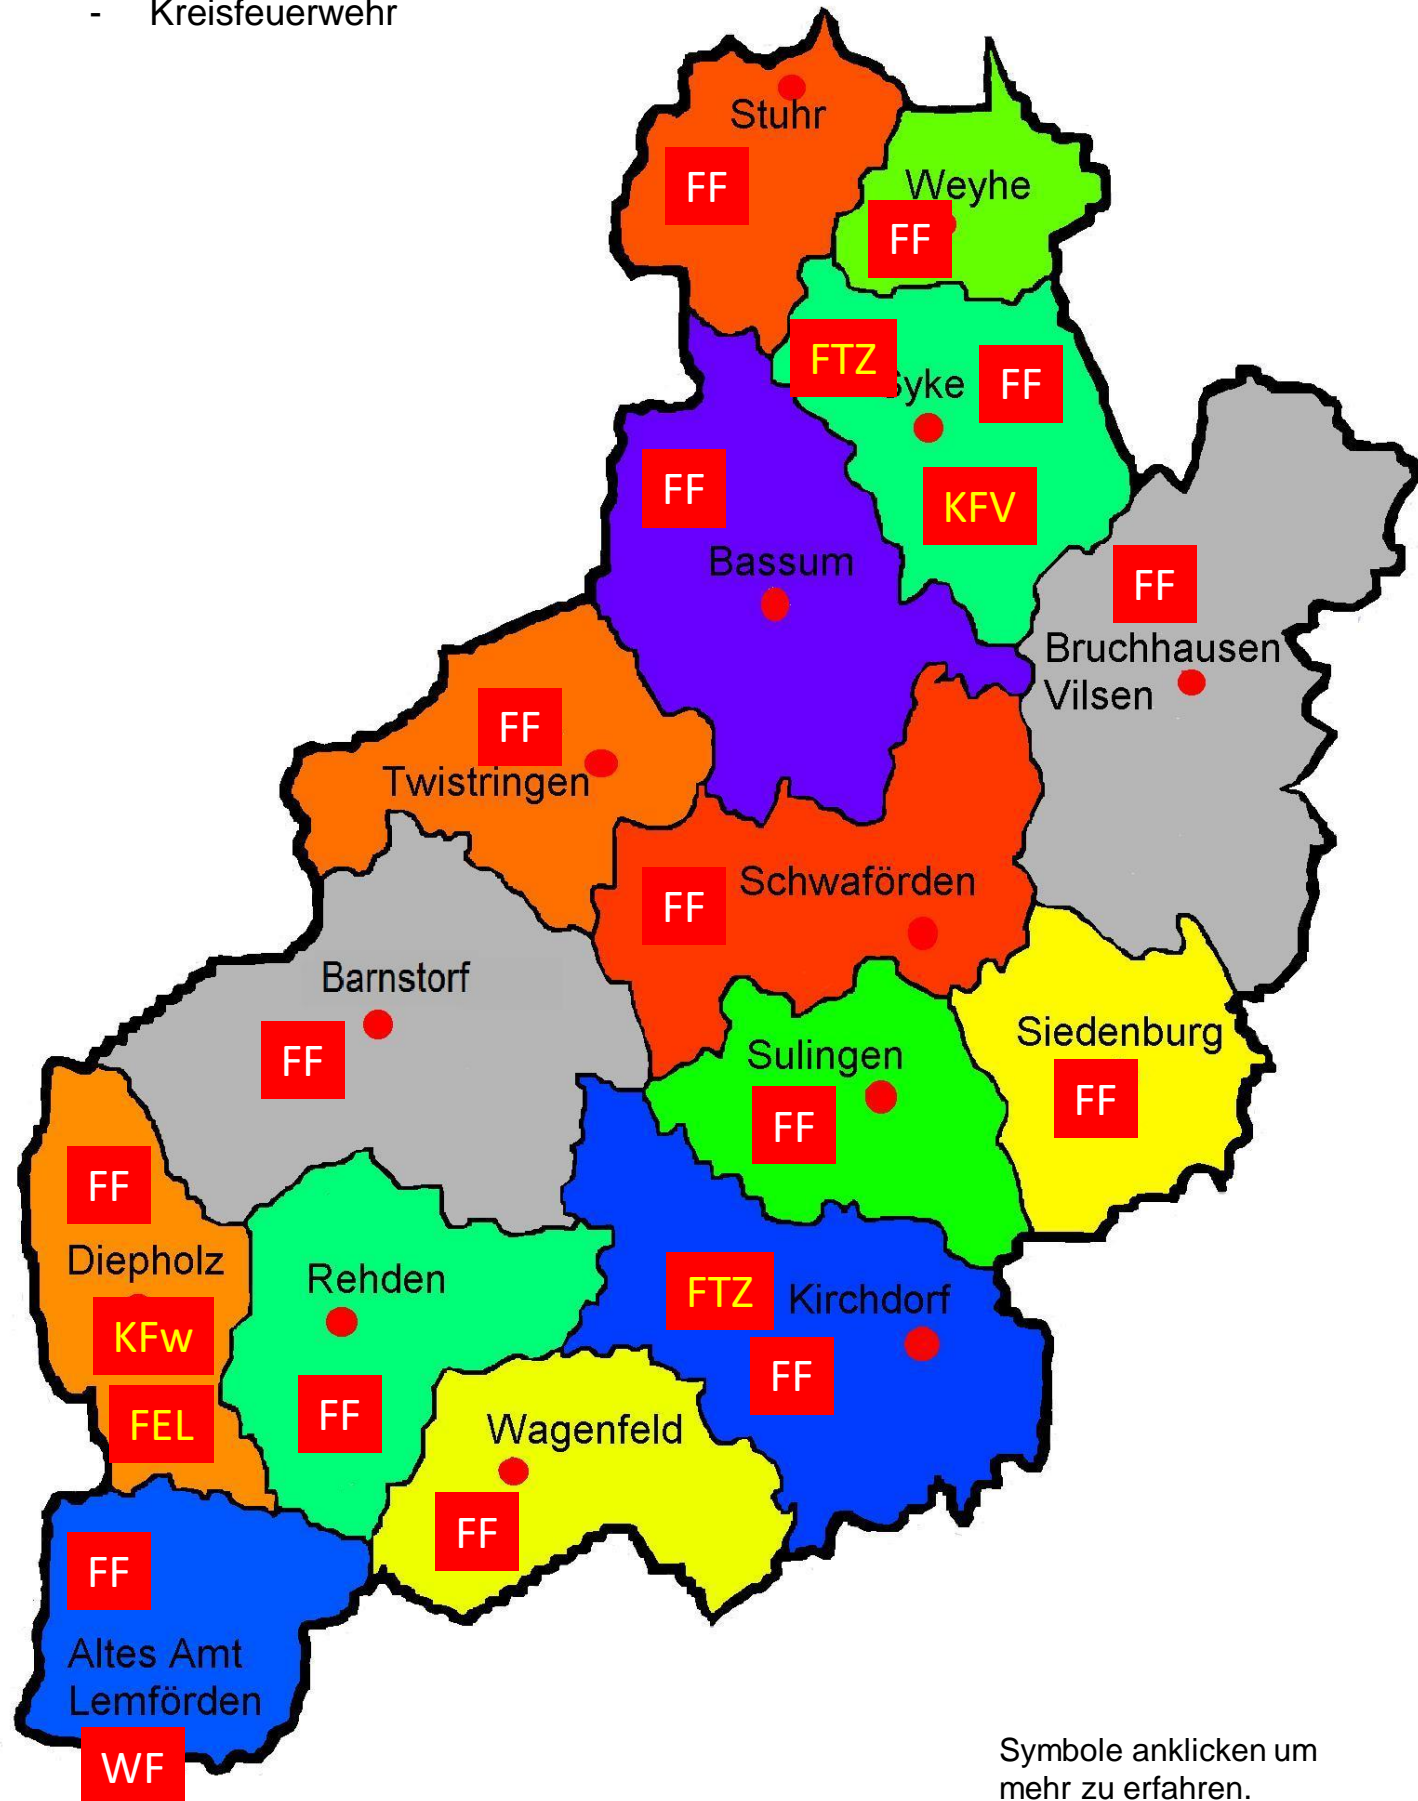 - Kreisfeuerwehr
Stuhr
FF
Weyhe
FF
FTZ
Syke
FF
KFV
FF
Bassum
FF
Bruchhausen
Vilsen
FF
Twistringen
FF
Schwaförden
Barnstorf
FF
Sulingen
FF
Siedenburg
FF
FF
Diepholz
KFw
FEL
Rehden
FF
FTZ
Kirchdorf
FF
Wagenfeld
FF
FF
Altes Amt
Lemförden
WF
Symbole anklicken um
mehr zu erfahren.